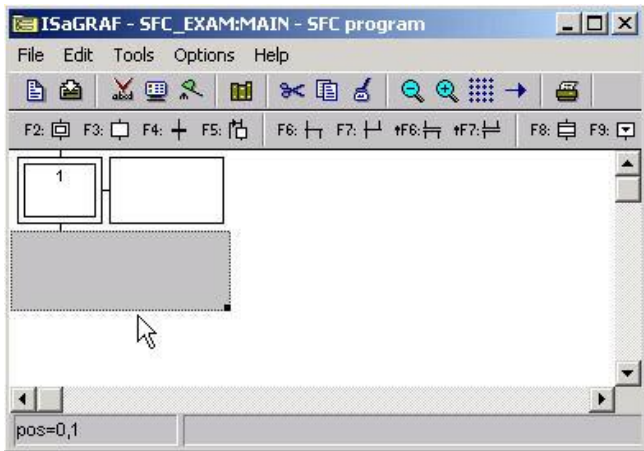 ISaGRAF - SFC_EXAM:MAIN - SFC program
File Edit Tools Options Help
F2: F3: F4: F5: F6: F7: ↑F6: ↑F7: F8: F9:
1
pos=0,1